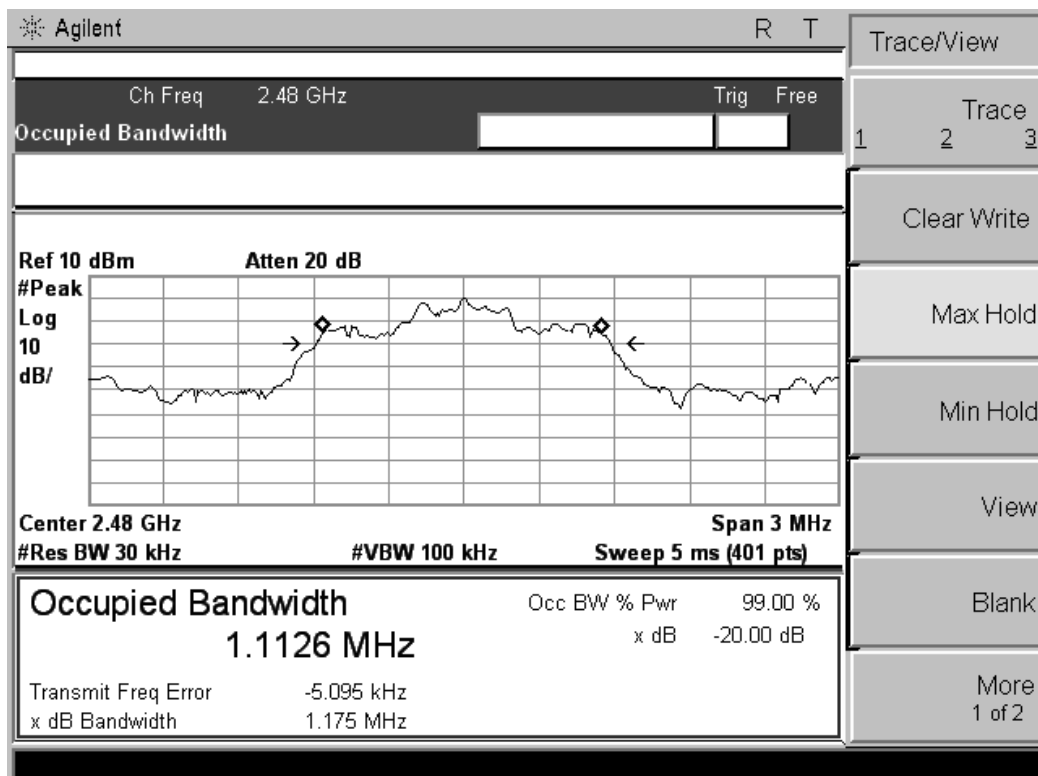 Agilent R T
Trace/View
Ch Freq 2.48 GHz Trig Free
Occupied Bandwidth
Trace
1 2 3
Clear Write
Ref 10 dBm Atten 20 dB
#Peak
Log
10
dB/
Max Hold
Min Hold
View
Center 2.48 GHz Span 3 MHz
#Res BW 30 kHz #VBW 100 kHz Sweep 5 ms (401 pts)
Occupied Bandwidth Occ BW % Pwr 99.00 %
1.1126 MHz x dB -20.00 dB
Blank
Transmit Freq Error -5.095 kHz
x dB Bandwidth 1.175 MHz
More
1 of 2